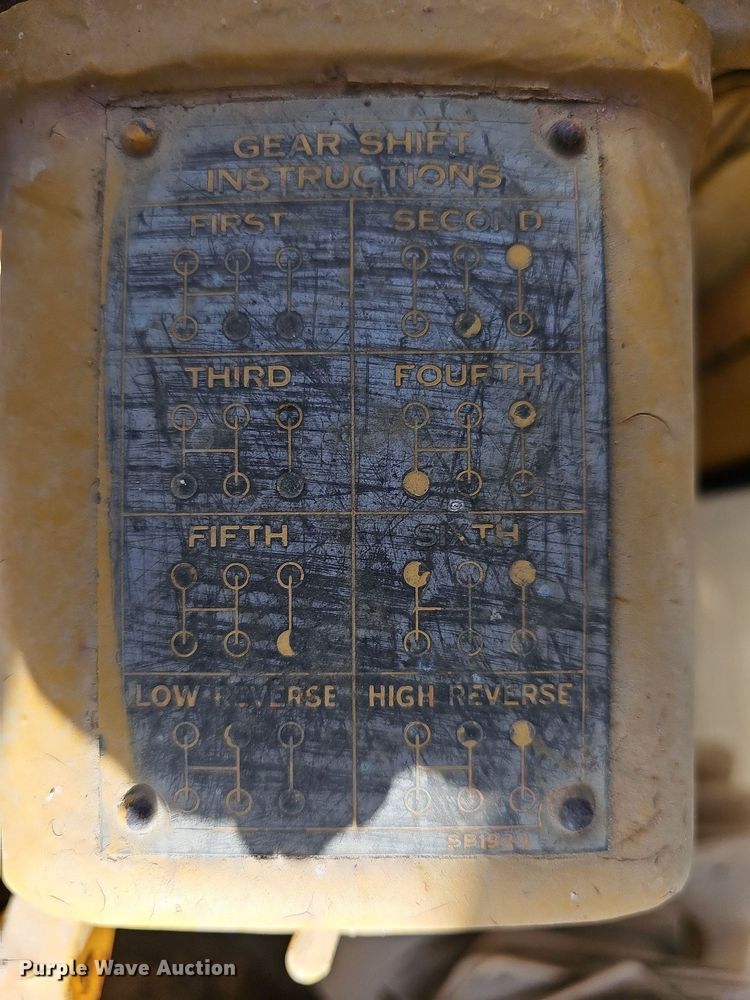 GEAR SHIFT
INSTRUCTIONS
FIRST SECOND
THIRD FOURTH
FIFTH SIXTH
LOW REVERSE HIGH REVERSE
Purple Wave Auction